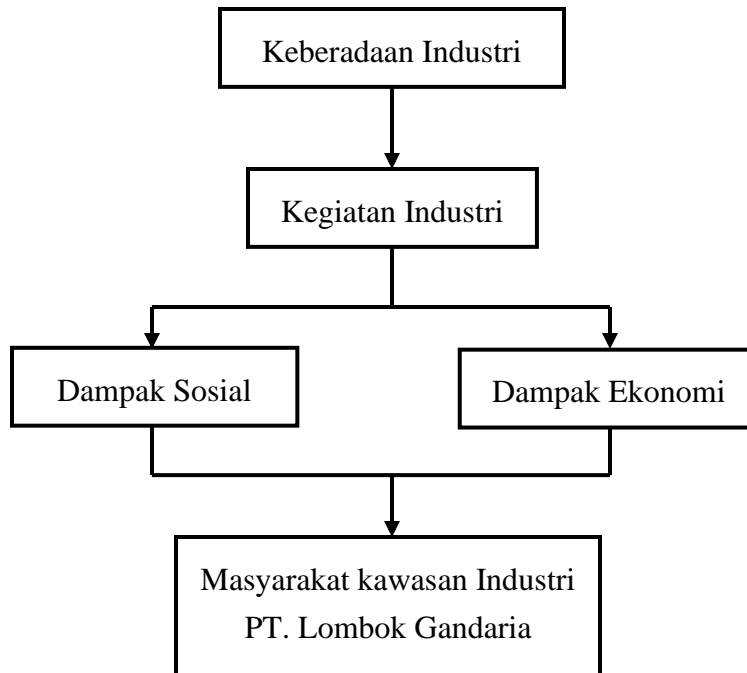 Keberadaan Industri
Kegiatan Industri
Dampak Sosial
Dampak Ekonomi
Masyarakat kawasan Industri
PT. Lombok Gandaria